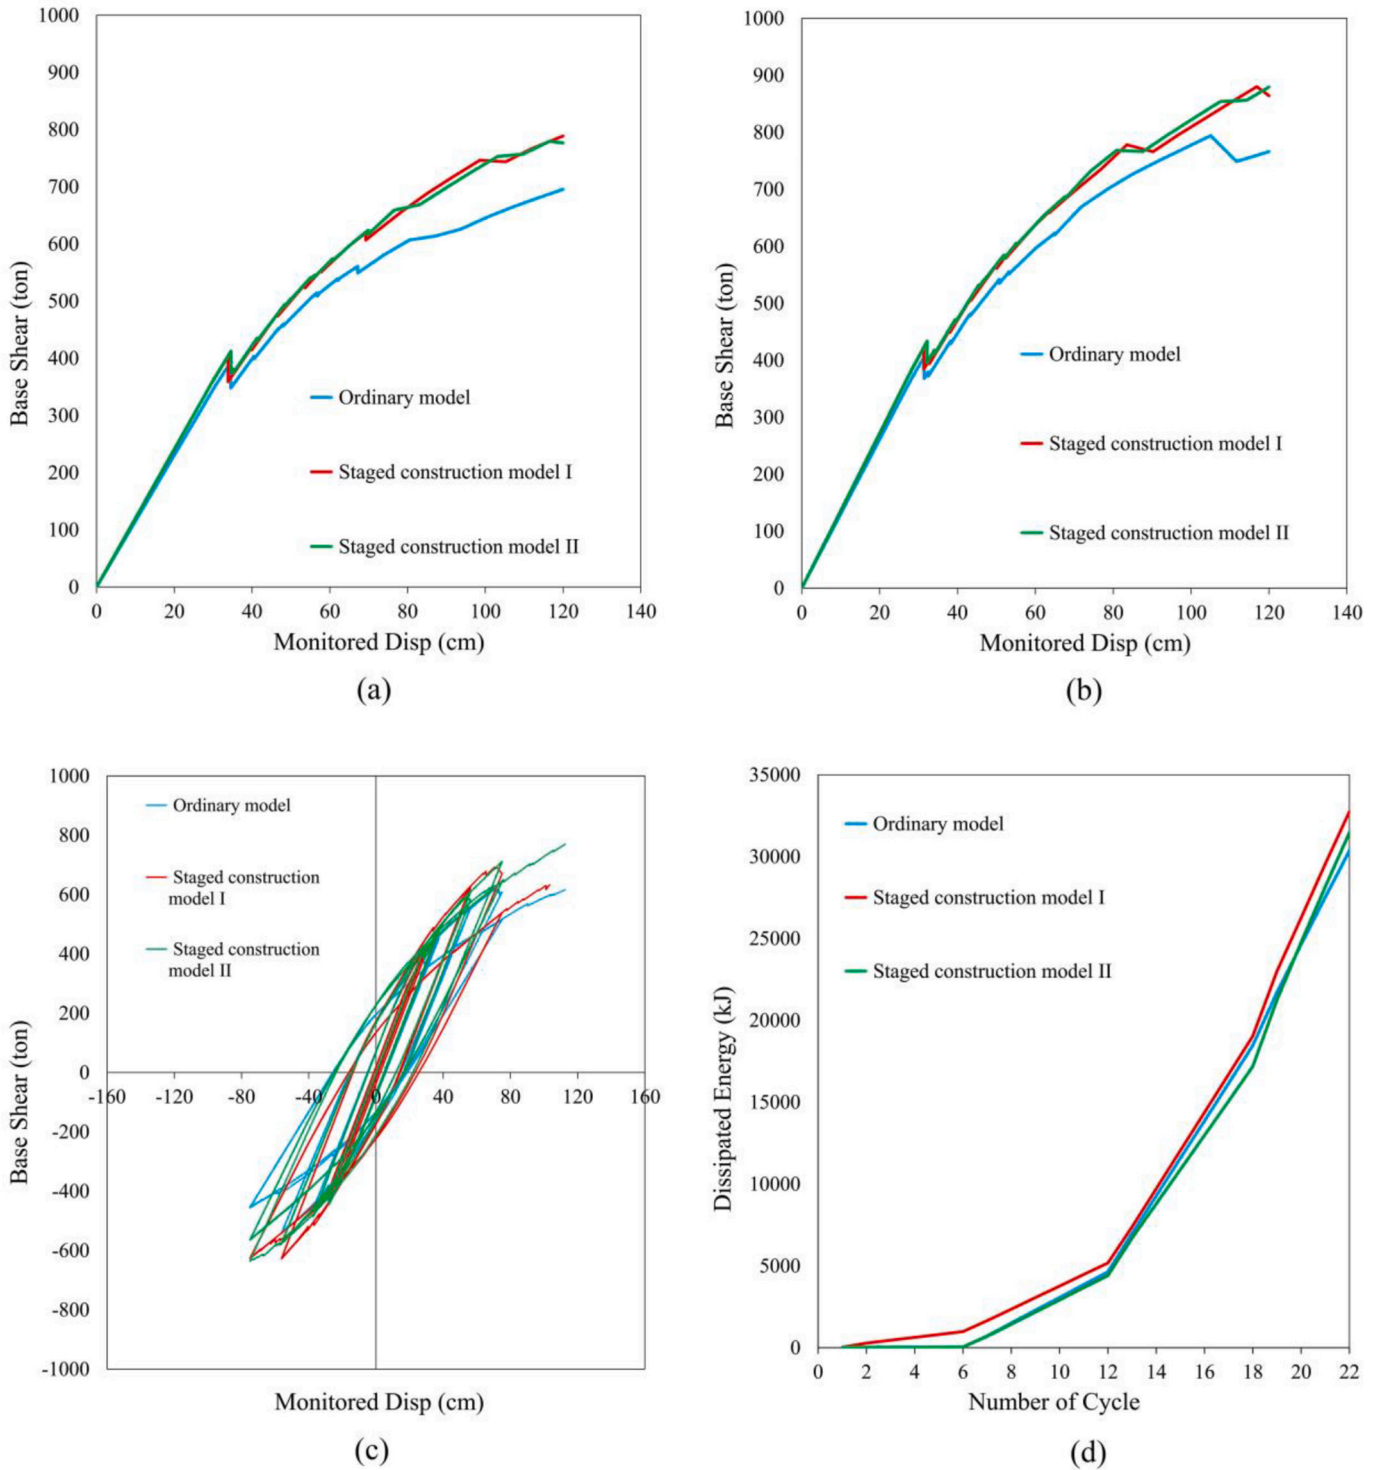 1000
900
800
700
600
500
400
300
200
100
0
0 20 40 60 80 100 120 140
Base Shear (ton)
Monitored Disp (cm)
Ordinary model
Staged construction model I
Staged construction model II
(a)
1000
900
800
700
600
500
400
300
200
100
0
0 20 40 60 80 100 120 140
Base Shear (ton)
Monitored Disp (cm)
Ordinary model
Staged construction model I
Staged construction model II
(b)
1000
800
600
400
200
0
-200
-400
-600
-800
-1000
-160 -120 -80 -40 0 40 80 120 160
Base Shear (ton)
Monitored Disp (cm)
Ordinary model
Staged construction
model I
Staged construction
model II
(c)
35000
30000
25000
20000
15000
10000
5000
0
0 2 4 6 8 10 12 14 16 18 20 22
Dissipated Energy (kJ)
Number of Cycle
Ordinary model
Staged construction model I
Staged construction model II
(d)